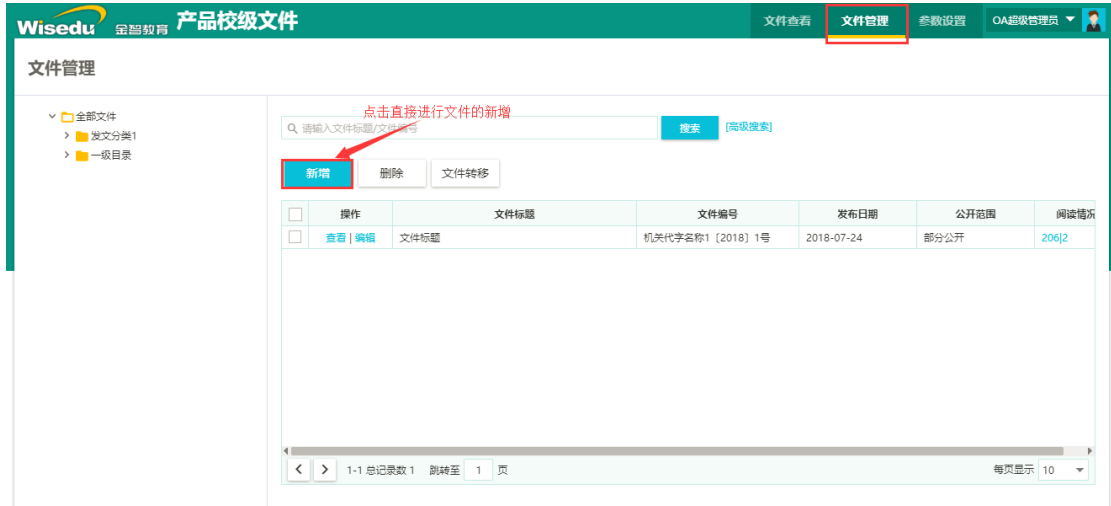 Wisedu 金智教育 产品校级文件 文件查看 文件管理 参数设置 OA超级管理员
文件管理
全部文件
发文分类1
一级目录
点击直接进行文件的新增
请输入文件标题/文件编号 搜索 [高级搜索]
新增 删除 文件转移
操作 文件标题 文件编号 发布日期 公开范围 阅读情况
查看 | 编辑 文件标题 机关代字名称1〔2018〕1号 2018-07-24 部分公开 206|2
1-1 总记录数 1 跳转至 1 页 每页显示 10